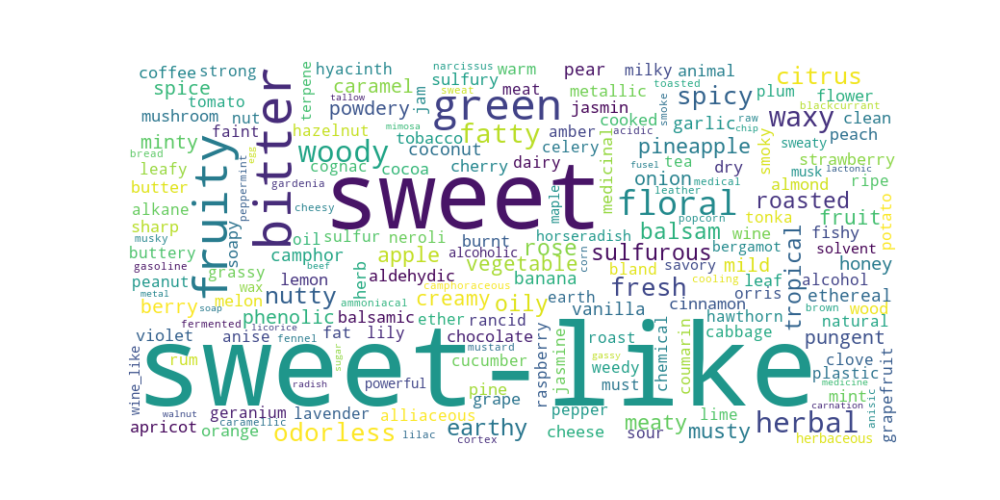 coffee strong terpene hyacinth narcissus warm pear milky animal toasted citrus
spice sulfury meat metallic plum flower
tomato caramel jam jasmin smoke spicy blackcurrant
mushroom nut powdery green cooked acidic raw waxy clean
minty faint hazelnut tallow amber garlic chip peach
bread egg mimosa tobacco fatty celery pineapple smoky sweaty
leafy fruity bitter woody coconut dairy medicinal fusel tea dry strawberry
butter peppermint cognac cocoa cherry onion medical musk lactonic
alkane gardenia sweet maple leather almond ripe
sharp soapy cheesy floral popcorn tonka fruit potato
musky oil sulfur neroli alcoholic horseradish balsam wine fishy
buttery camphor burnt rose sulfurous bergamot solvent
gasoline grassy herb apple vegetable corn bland savory mild tropical honey
peanut wax lemon beef aldehydic camphoraceous banana fresh cooling leaf alcohol
metal berry melon nutty ammoniacal creamy oily earth orris ethereal
soap phenolic balsamic ether rancid vanilla cinnamon brown wood
fermented licorice hawthorn natural
violet anise fennel fat lily chocolate mustard roast chemical cabbage pungent
wine_like rum sugar cucumber raspberry jasmine gassy weedy coumarin clove plastic grapefruit
sweet-like
radish powerful pine grape must mint medicine
walnut geranium lavender alliaceous pepper lime carnation anisic
apricot caramellic meaty herbal
orange odorless lilac earthy cheese sour musty herbaceous
cortex
roasted